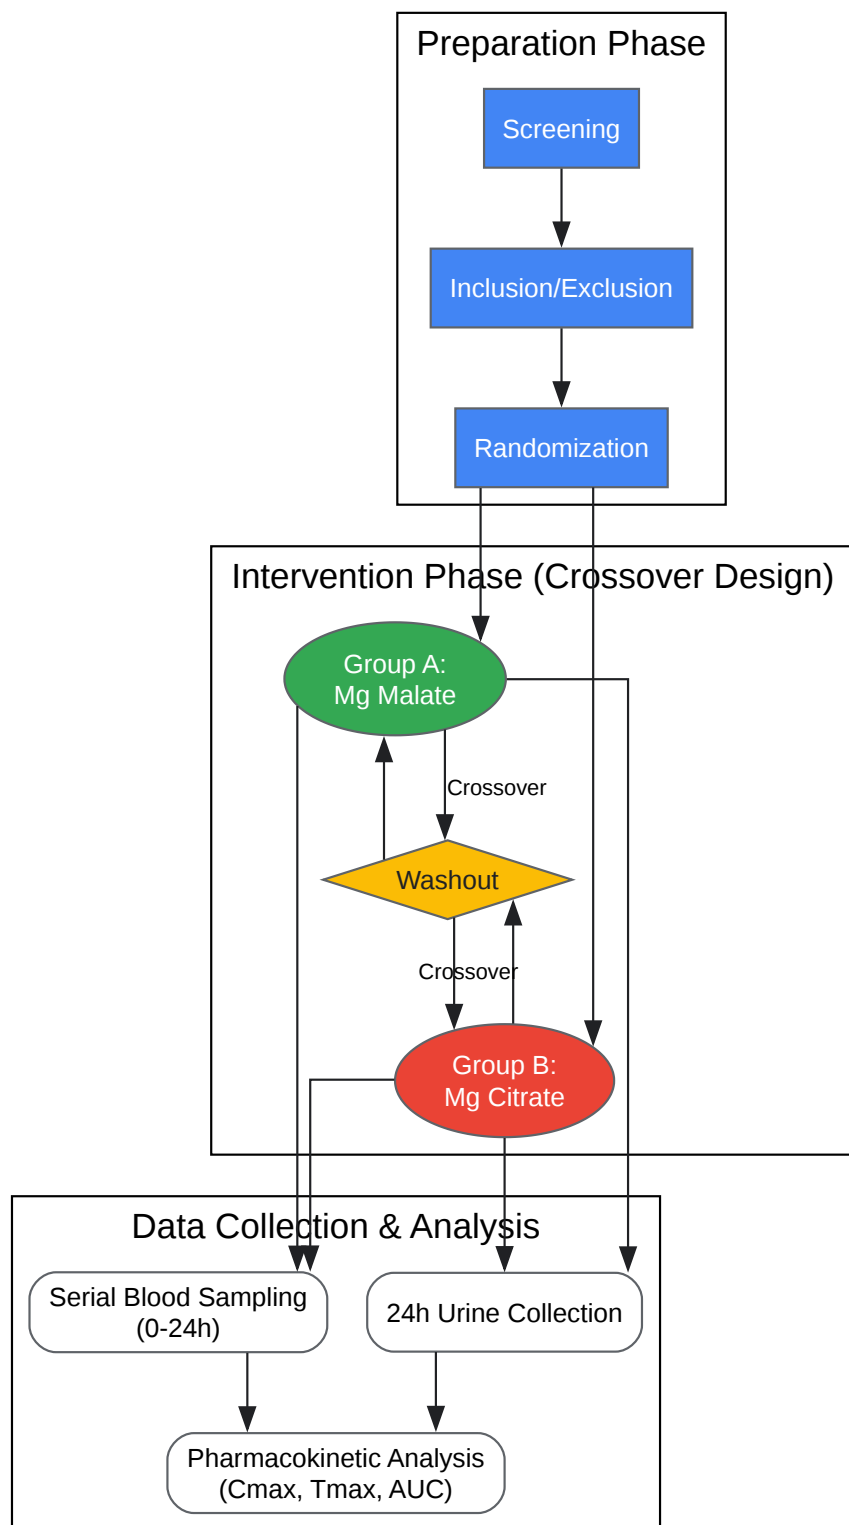 Preparation Phase
Screening
Inclusion/Exclusion
Randomization
Intervention Phase (Crossover Design)
Group A:
Mg Malate
Crossover
Washout
Crossover
Group B:
Mg Citrate
Data Collection & Analysis
Serial Blood Sampling
(0-24h)
24h Urine Collection
Pharmacokinetic Analysis
(Cmax, Tmax, AUC)